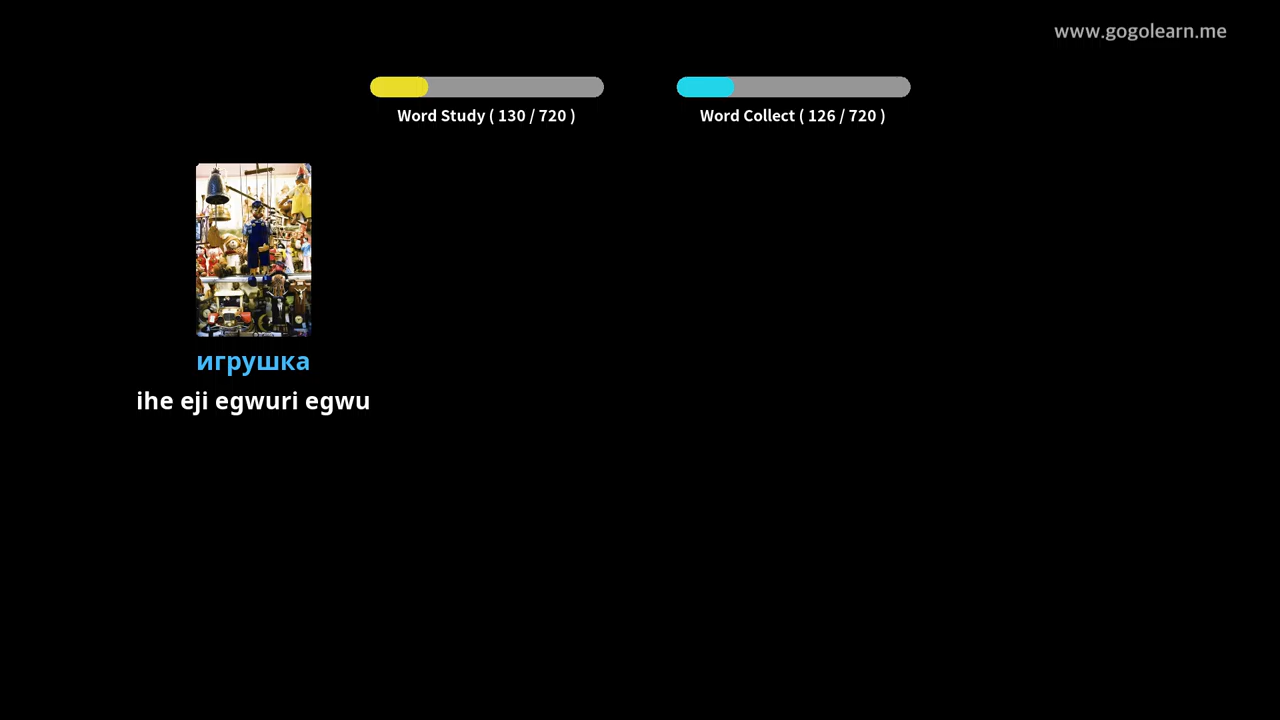 www.gogolearn.me
Word Study ( 130 / 720 )
Word Collect ( 126 / 720 )
игрушка
ihe eji egwuri egwu